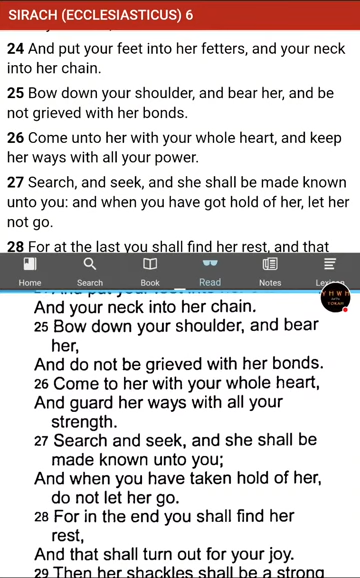 SIRACH (ECCLESIASTICUS) 6
24 And put your feet into her fetters, and your neck
into her chain.
25 Bow down your shoulder, and bear her, and be
not grieved with her bonds.
26 Come unto her with your whole heart, and keep
her ways with all your power.
27 Search, and seek, and she shall be made known
unto you: and when you have got hold of her, let her
not go.
28 For at the last you shall find her rest, and that
Home Search Book Read Notes Lexicon
And your neck into her chain.
25 Bow down your shoulder, and bear
her,
And do not be grieved with her bonds.
26 Come to her with your whole heart,
And guard her ways with all your
strength.
27 Search and seek, and she shall be
made known unto you;
And when you have taken hold of her,
do not let her go.
28 For in the end you shall find her
rest,
And that shall turn out for your joy.
29 Then her shackles shall be a strong